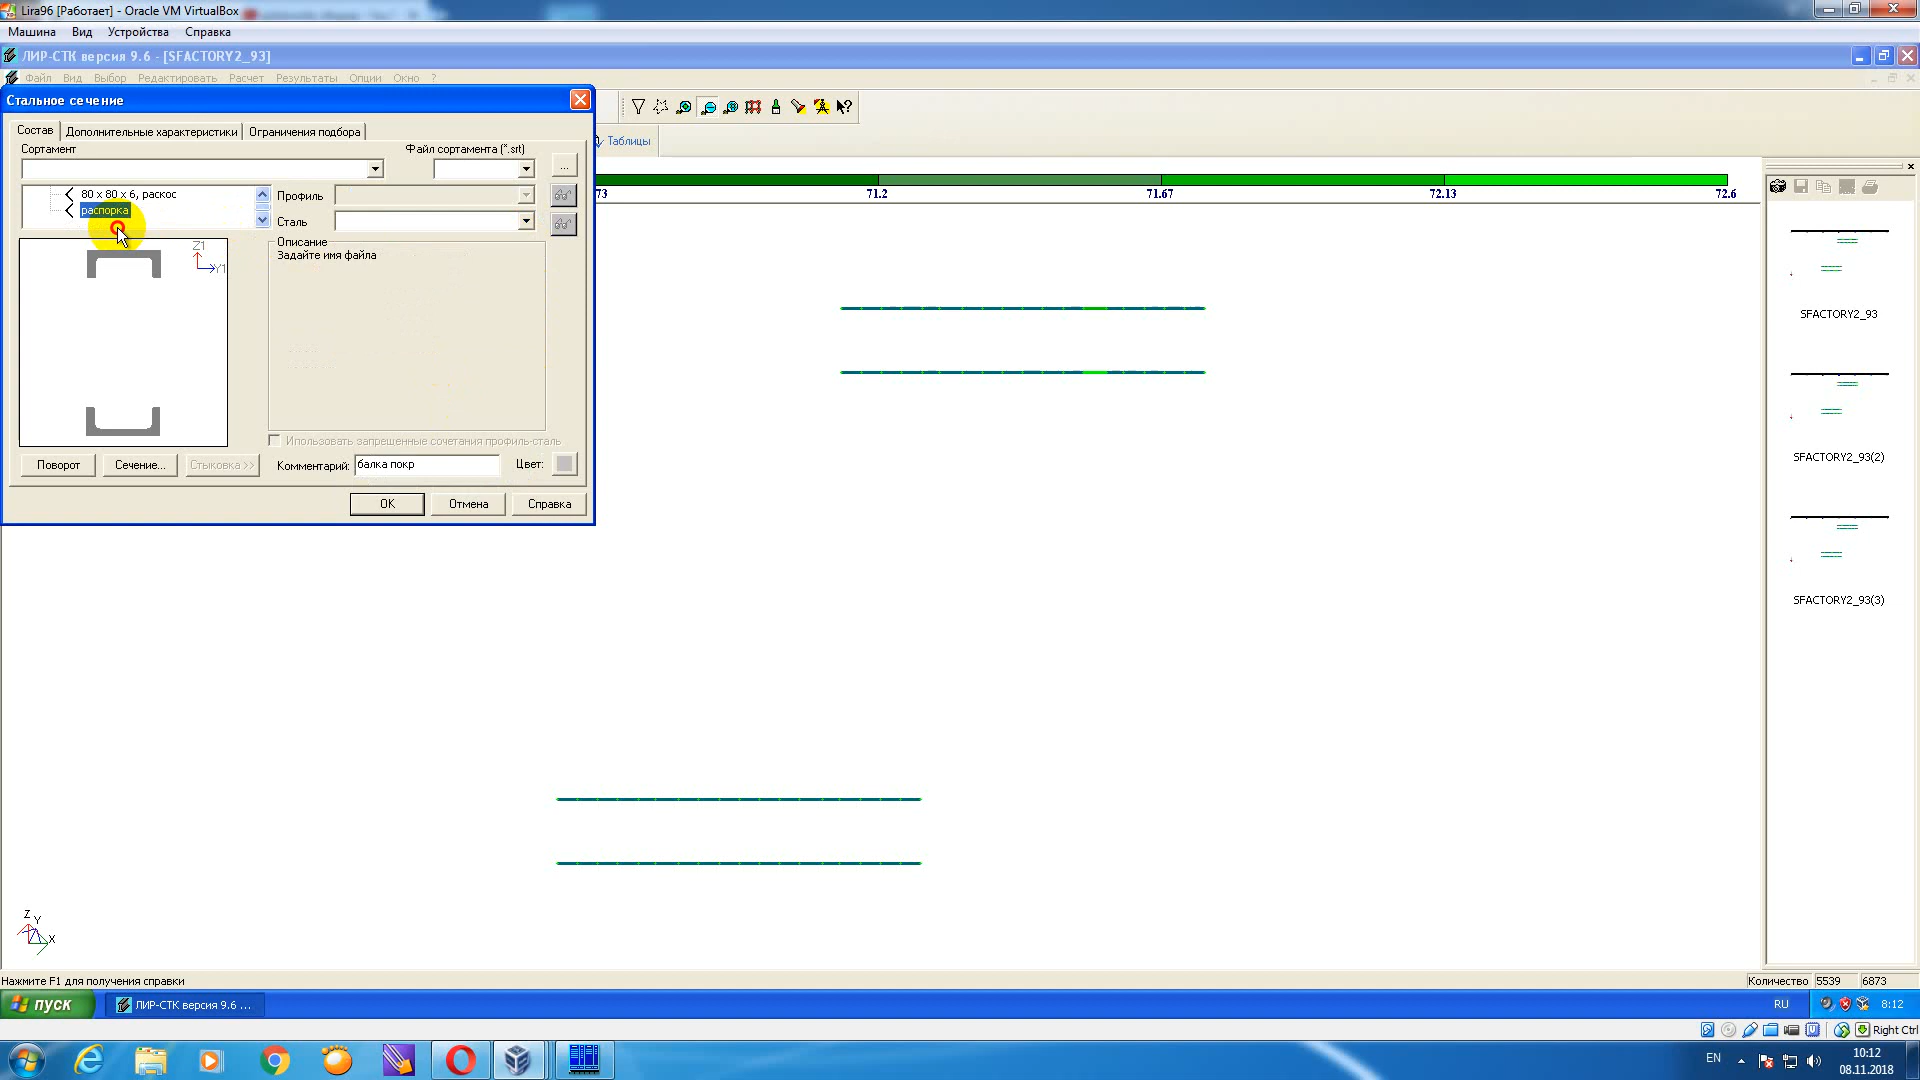 Lira96 [Работает] - Oracle VM VirtualBox
Машина Вид Устройства Справка
ЛИР-СТК версия 9.6 - [SFACTORY2_93]
Файл Вид Выбор Редактировать Расчет Результаты Опции Окно ?
Стальное сечение
Таблицы
Состав Дополнительные характеристики Ограничения подбора
Сортамент Файл сортамента (*.srt)
...
80 x 80 x 6, раскос
распорка
Профиль
Сталь
Описание
Задайте имя файла
Z1
Y1
73 71.2 71.67 72.13 72.6
Ипользовать запрещенные сочетания профиль-сталь
Поворот Сечение... Стыковка >> Комментарий: балка покр Цвет:
OK Отмена Справка
SFACTORY2_93
SFACTORY2_93(2)
SFACTORY2_93(3)
Z
Y
X
Нажмите F1 для получения справки
Количество 5539 6873
пуск ЛИР-СТК версия 9.6 ... RU 8:12
Right Ctrl
EN 10:12
08.11.2018